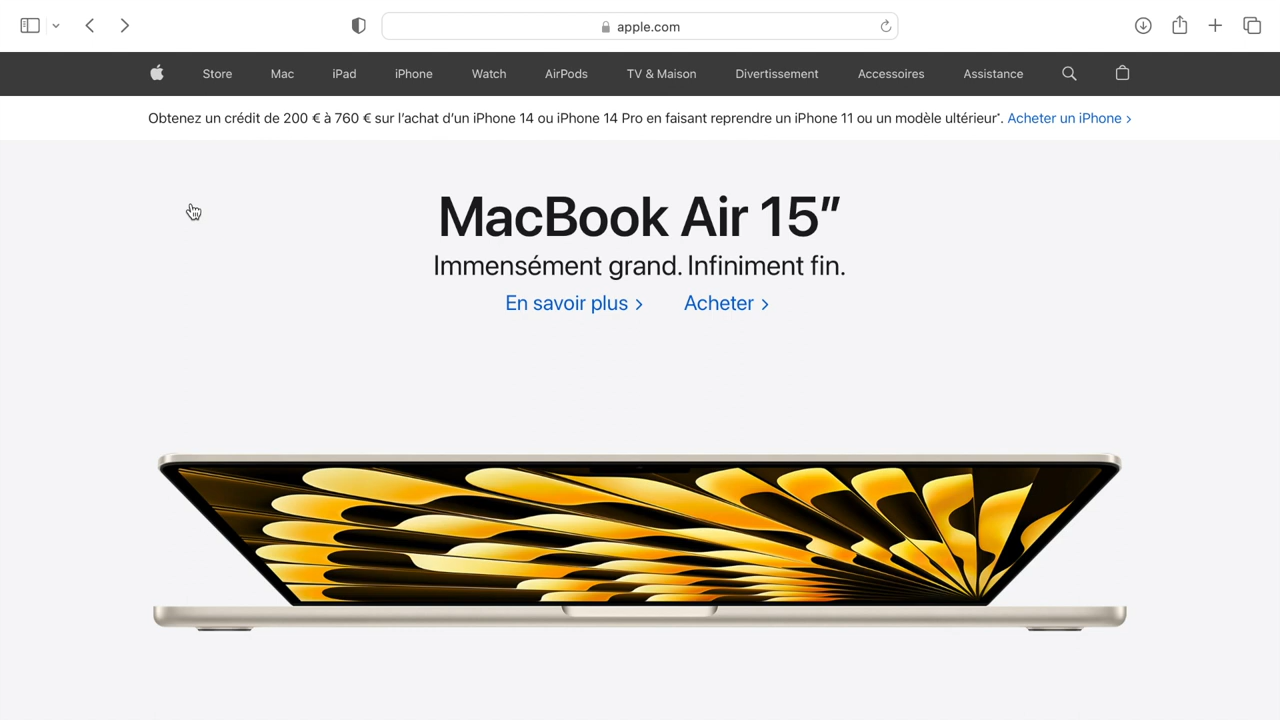 apple.com
Store Mac iPad iPhone Watch AirPods TV & Maison Divertissement Accessoires Assistance
Obtenez un crédit de 200 € à 760 € sur l’achat d’un iPhone 14 ou iPhone 14 Pro en faisant reprendre un iPhone 11 ou un modèle ultérieur*. Acheter un iPhone >
MacBook Air 15”
Immensément grand. Infiniment fin.
En savoir plus > Acheter >